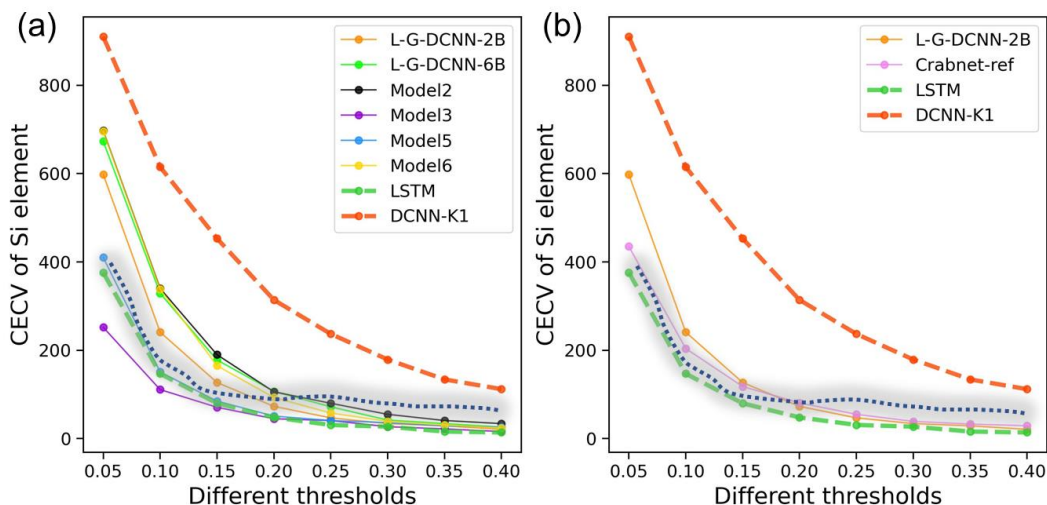 (a)
CECV of Si element
800
600
400
200
0
L-G-DCNN-2B
L-G-DCNN-6B
Model2
Model3
Model5
Model6
LSTM
DCNN-K1
0.05 0.10 0.15 0.20 0.25 0.30 0.35 0.40
Different thresholds
(b)
CECV of Si element
800
600
400
200
0
L-G-DCNN-2B
Crabnet-ref
LSTM
DCNN-K1
0.05 0.10 0.15 0.20 0.25 0.30 0.35 0.40
Different thresholds